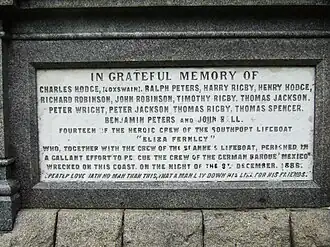 IN GRATEFUL MEMORY OF
CHARLES HODGE, (COXSWAIN), RALPH PETERS, HARRY RIGBY, HENRY HODGE,
RICHARD ROBINSON, JOHN ROBINSON, TIMOTHY RIGBY, THOMAS JACKSON,
PETER WRIGHT, PETER JACKSON, THOMAS RIGBY, THOMAS SPENCER,
BENJAMIN PETERS AND JOHN BALL.
FOURTEEN OF THE HEROIC CREW OF THE SOUTHPORT LIFEBOAT
"ELIZA FERNLEY"
WHO, TOGETHER WITH THE CREW OF THE ST ANNE'S LIFEBOAT, PERISHED IN
A GALLANT EFFORT TO RESCUE THE CREW OF THE GERMAN BARQUE "MEXICO"
WRECKED ON THIS COAST, ON THE NIGHT OF THE DECEMBER, 1886.
GREATER LOVE HATH NO MAN THAN THIS, THAT A MAN LAY DOWN HIS LIFE FOR HIS FRIENDS.